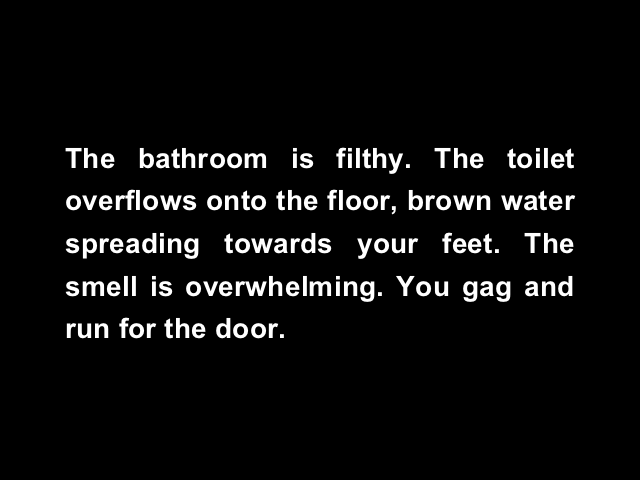 The bathroom is filthy. The toilet
overflows onto the floor, brown water
spreading towards your feet. The
smell is overwhelming. You gag and
run for the door.